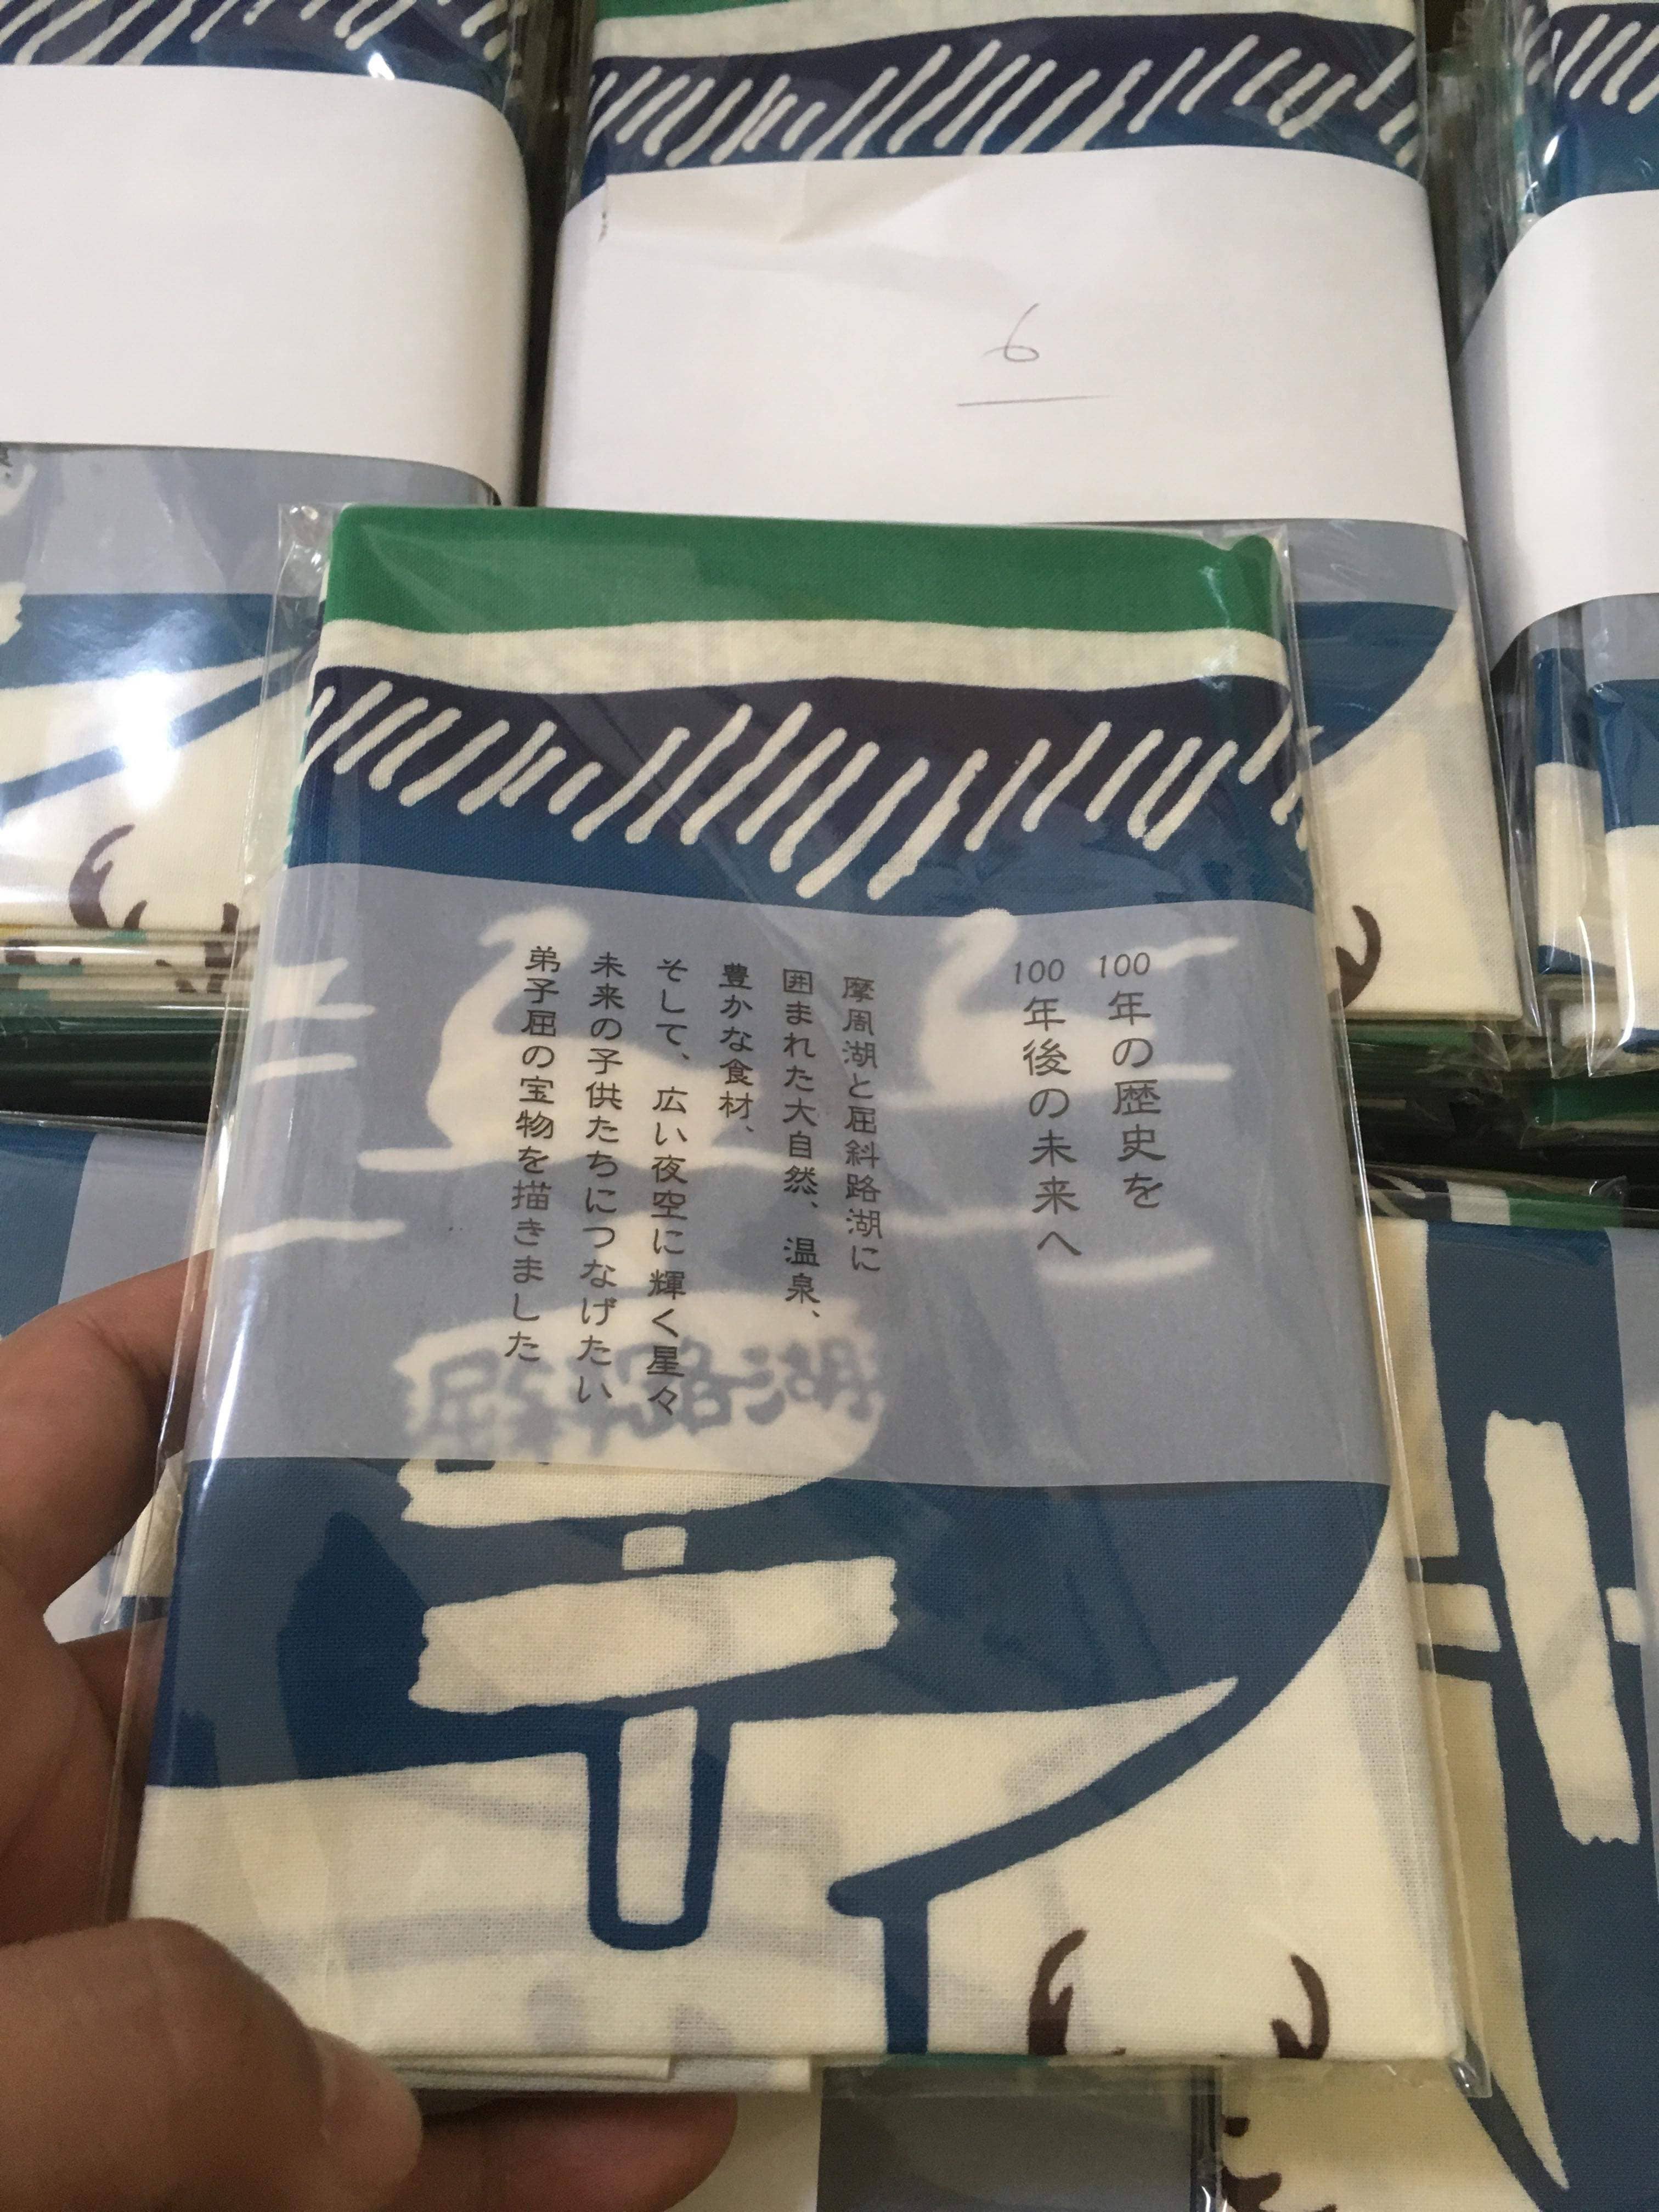 6
100年の歴史を
100年後の未来へ
摩周湖と屈斜路湖に
囲まれた大自然、温泉、
豊かな食材、
そして、広い夜空に輝く星々
未来の子供たちにつなげたい
弟子屈の宝物を描きました
屈斜路湖